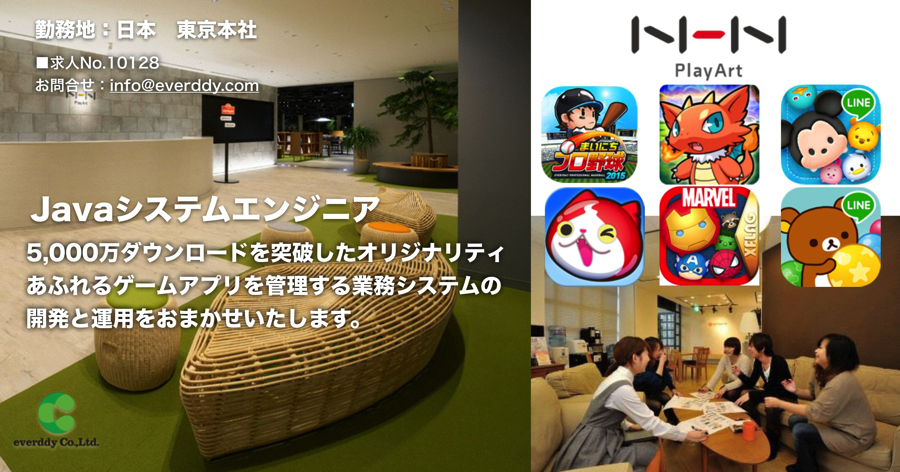 勤務地：日本　東京本社
■求人No.10128
お問合せ：info@everddy.com
Javaシステムエンジニア
5,000万ダウンロードを突破したオリジナリティ
あふれるゲームアプリを管理する業務システムの
開発と運用をおまかせいたします。
everddy Co.,Ltd.
NHN
PlayArt
まいにち
プロ野球
2015
LINE
MARVEL
XFLAG
LINE